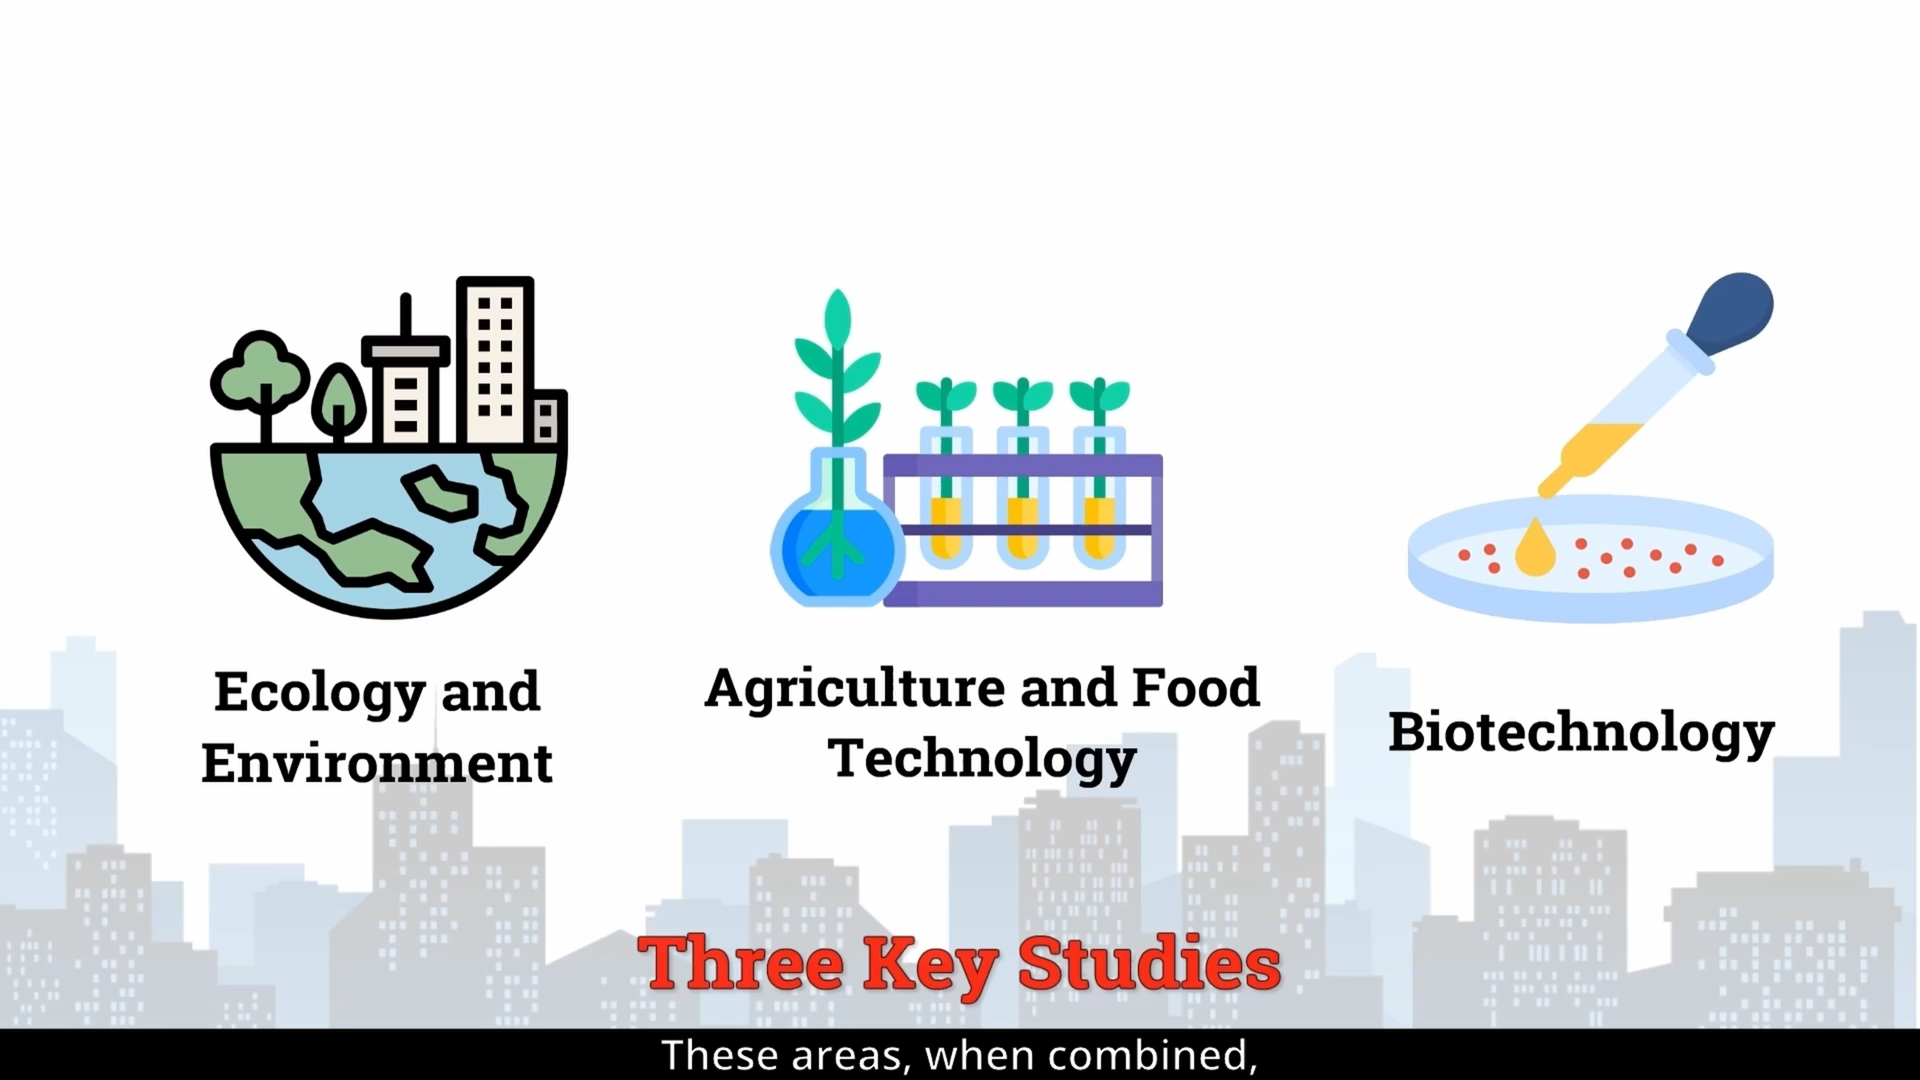 Ecology and
Environment
Agriculture and Food
Technology
Biotechnology
Three Key Studies
These areas, when combined,